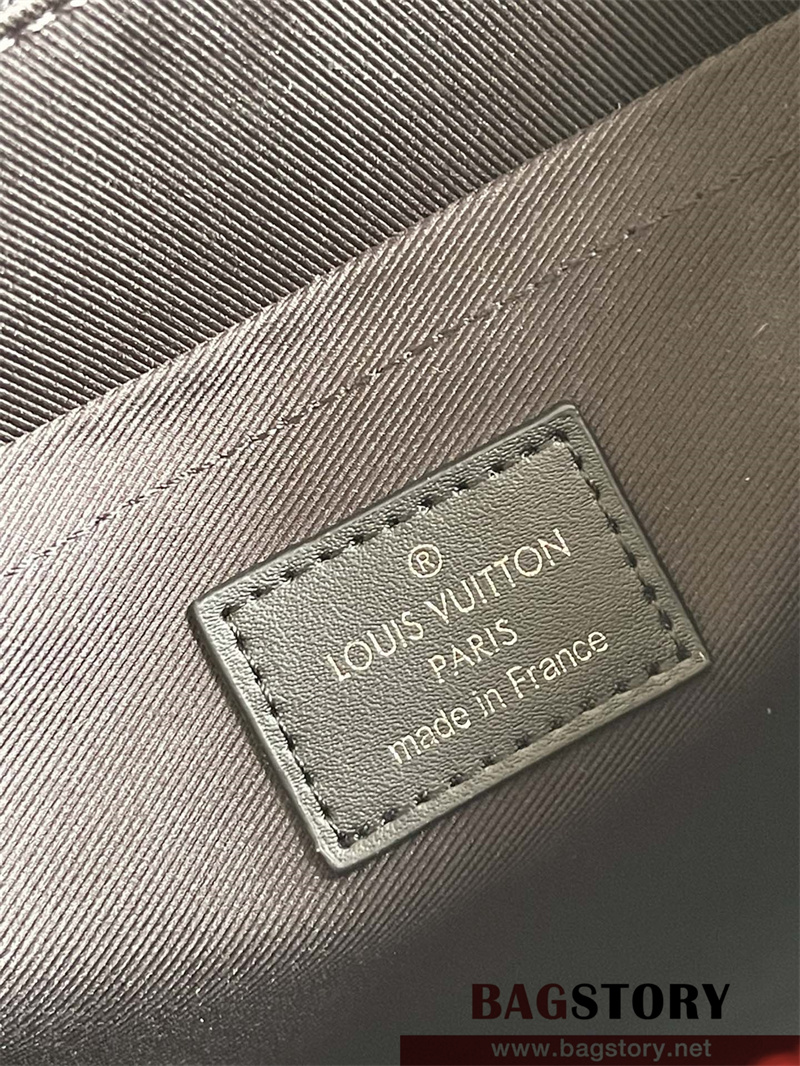 ®
LOUIS VUITTON
PARIS
made in France
BAGSTORY
www.bagstory.net